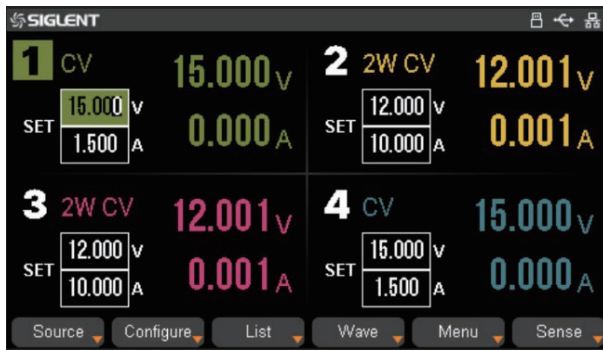 SIGLENT
1 CV 15.000 V
SET 15.000 V
1.500 A 0.000 A
2 2W CV 12.001 V
SET 12.000 V
10.000 A 0.001 A
3 2W CV 12.001 V
SET 12.000 V
10.000 A 0.001 A
4 CV 15.000 V
SET 15.000 V
1.500 A 0.000 A
Source Configure List Wave Menu Sense